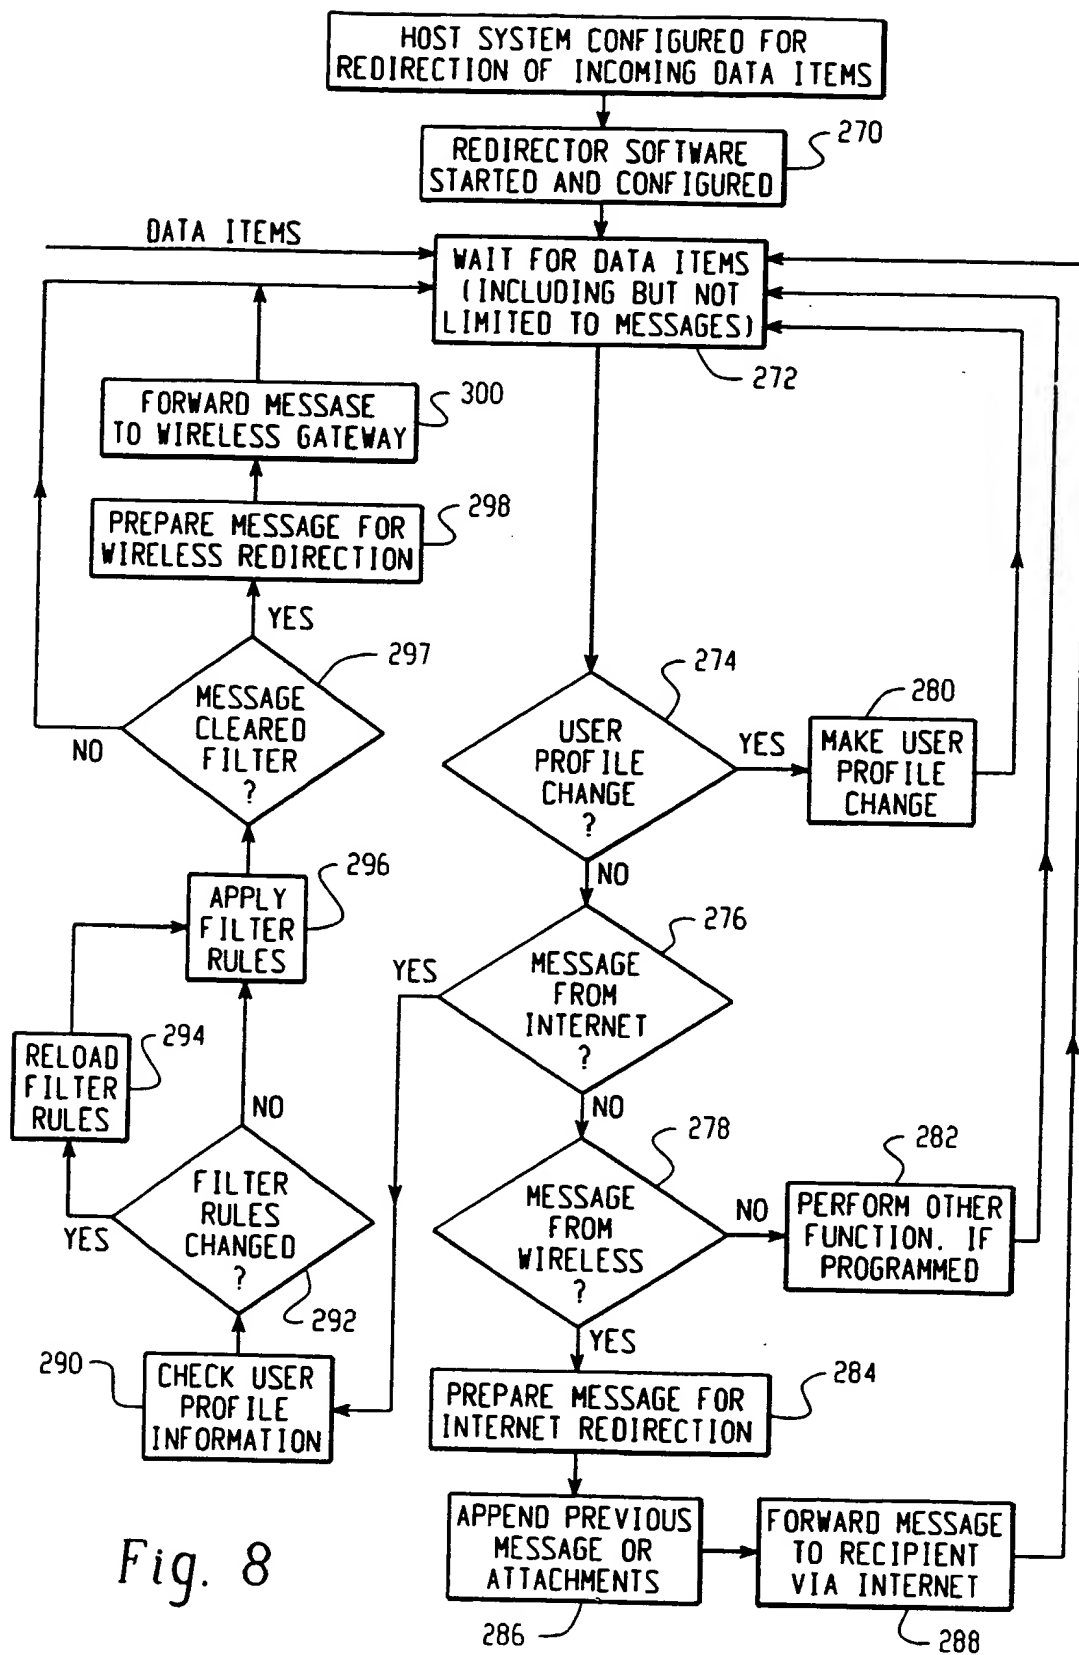 HOST SYSTEM CONFIGURED FOR
REDIRECTION OF INCOMING DATA ITEMS
270
REDIRECTOR SOFTWARE
STARTED AND CONFIGURED
DATA ITEMS
WAIT FOR DATA ITEMS
(INCLUDING BUT NOT
LIMITED TO MESSAGES)
272
300
FORWARD MESSASE
TO WIRELESS GATEWAY
298
PREPARE MESSAGE FOR
WIRELESS REDIRECTION
YES
297
MESSAGE
CLEARED
FILTER
?
NO
274
USER
PROFILE
CHANGE
?
YES
280
MAKE USER
PROFILE
CHANGE
NO
296
APPLY
FILTER
RULES
276
MESSAGE
FROM
INTERNET
?
YES
294
RELOAD
FILTER
RULES
NO
NO
278
MESSAGE
FROM
WIRELESS
?
NO
282
PERFORM OTHER
FUNCTION. IF
PROGRAMMED
FILTER
RULES
CHANGED
?
YES
292
YES
290
CHECK USER
PROFILE
INFORMATION
284
PREPARE MESSAGE FOR
INTERNET REDIRECTION
APPEND PREVIOUS
MESSAGE OR
ATTACHMENTS
286
FORWARD MESSAGE
TO RECIPIENT
VIA INTERNET
288
Fig. 8